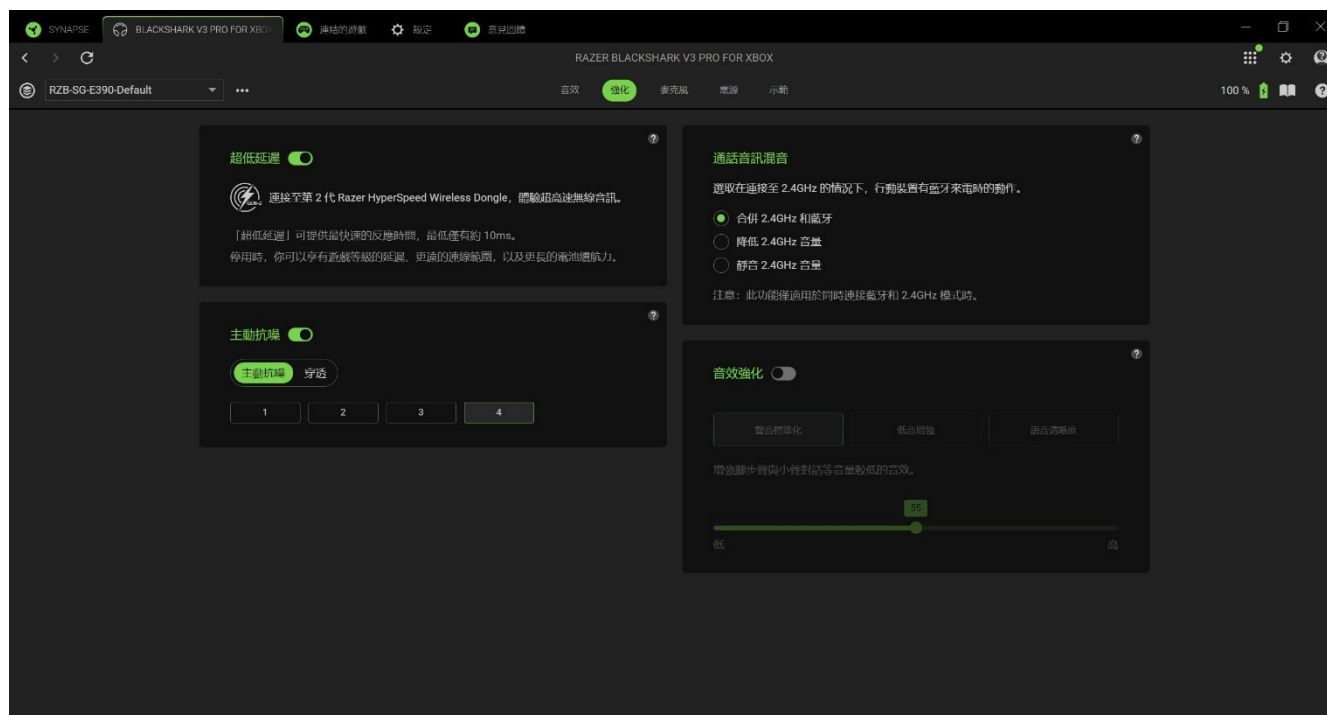 SYNAPSE
BLACKSHARK V3 PRO FOR XBO
連結的遊戲
設定
意見回饋
RAZER BLACKSHARK V3 PRO FOR XBOX
RZB-SG-E390-Default
音效
強化
麥克風
電源
示範
100 %
超低延遲
連接至第 2 代 Razer HyperSpeed Wireless Dongle，體驗超高速無線音訊。
「超低延遲」可提供最快速的反應時間，最低僅有約 10ms。
停用時，你可以享有遊戲等級的延遲、更遠的連線範圍，以及更長的電池續航力。
主動抗噪
主動抗噪 穿透
1 2 3 4
通話音訊混音
選取在連接至 2.4GHz 的情況下，行動裝置有藍牙來電時的動作。
合併 2.4GHz 和藍牙
降低 2.4GHz 音量
靜音 2.4GHz 音量
注意：此功能僅適用於同時連接藍牙和 2.4GHz 模式時。
音效強化
聲音標準化 低音增強 語音清晰度
增強腳步聲與小聲對話等音量較低的音效。
55
低 高